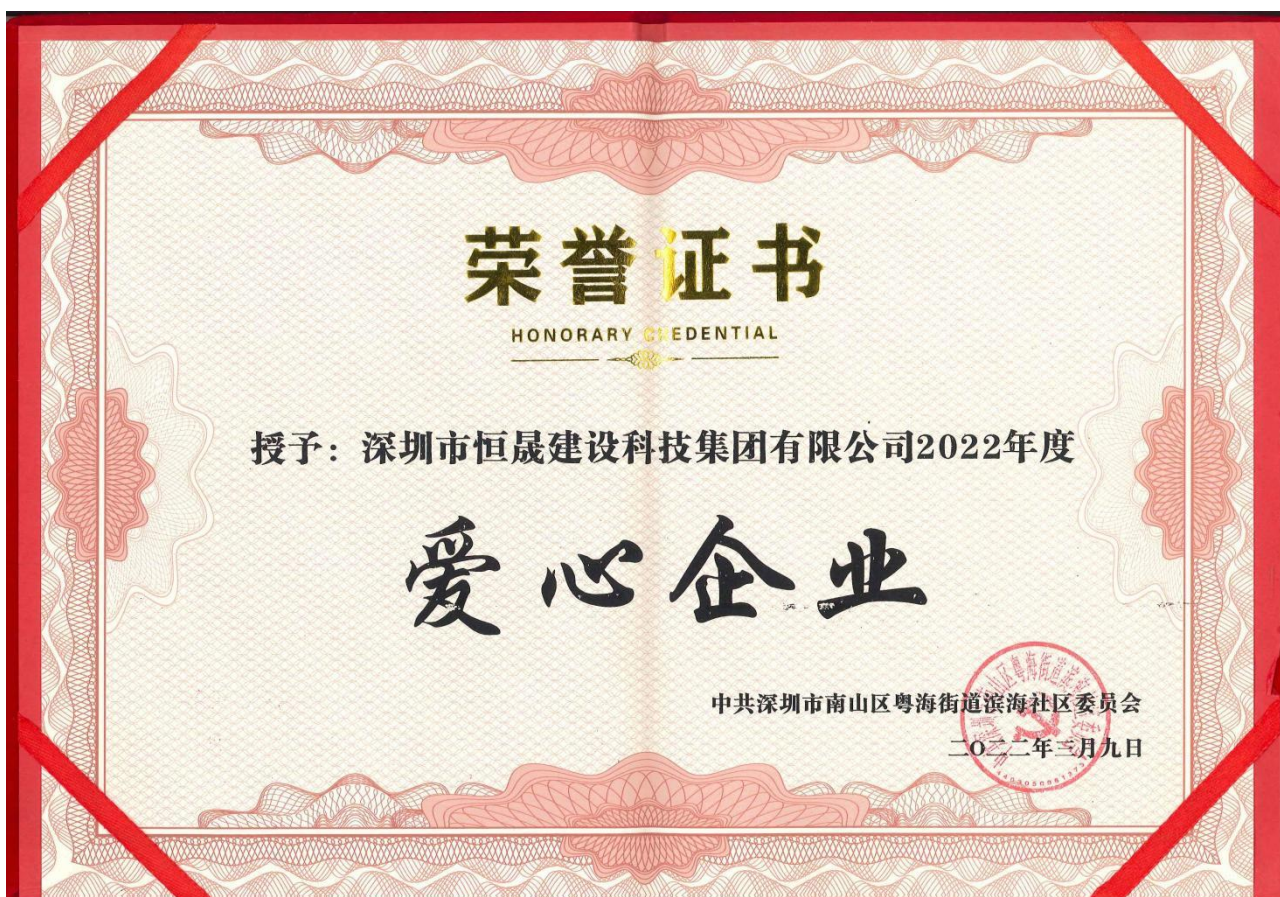 荣誉证书
HONORARY CREDENTIAL
授予：深圳市恒晟建设科技集团有限公司2022年度
爱心企业
中共深圳市南山区粤海街道滨海社区委员会
二〇二二年三月九日